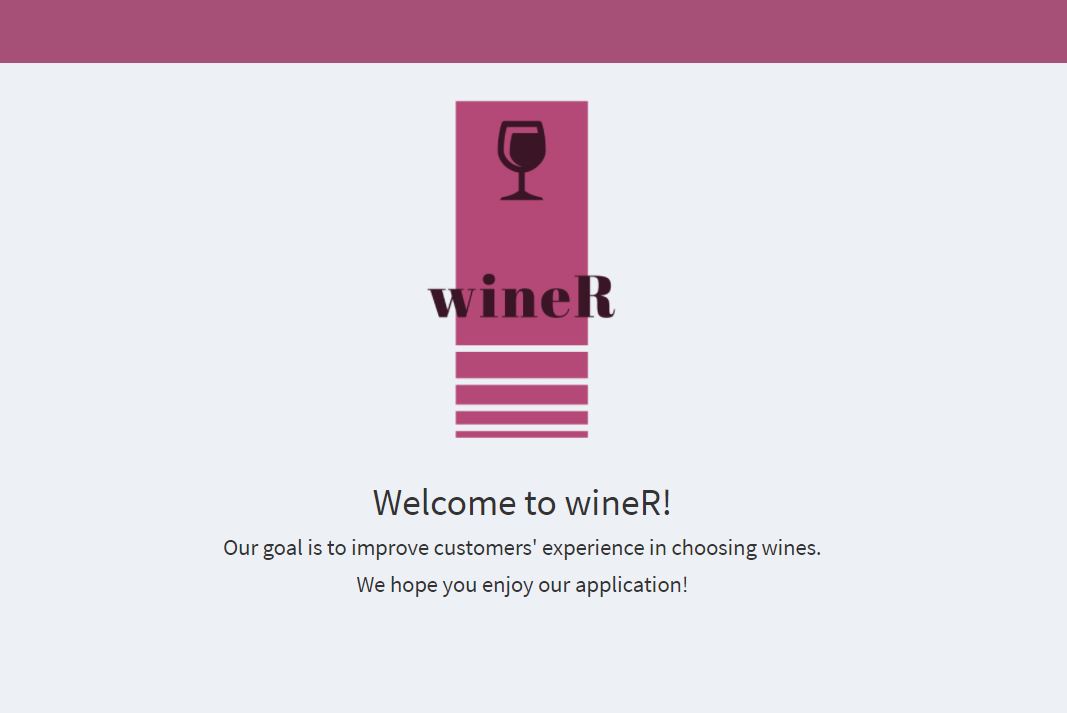 wineR
Welcome to wineR!
Our goal is to improve customers' experience in choosing wines.
We hope you enjoy our application!